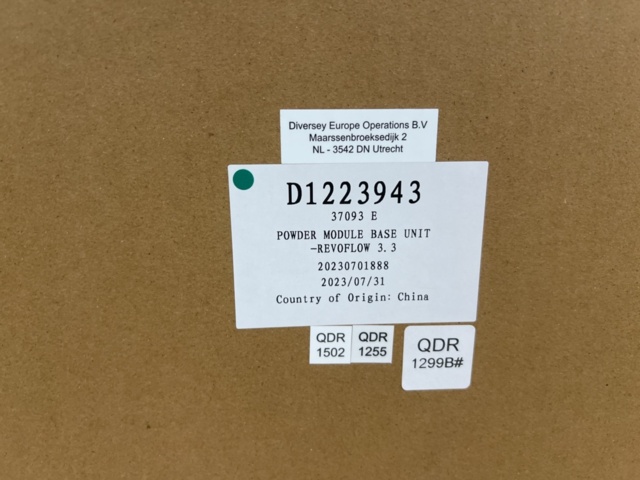 Diversey Europe Operations B.V
Maarssenbroeksedijk 2
NL - 3542 DN Utrecht
D1223943
37093 E
POWDER MODULE BASE UNIT
-REVOFLOW 3.3
20230701888
2023/07/31
Country of Origin: China
QDR
1502
QDR
1255
QDR
1299B#